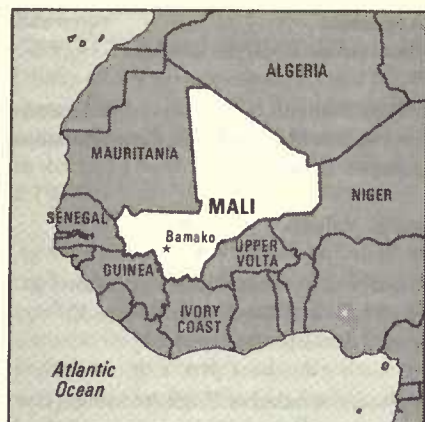 ALGERIA
MAURITANIA
MALI
NIGER
SENEGAL
Bamako
UPPER
VOLTA
GUINEA
IVORY
COAST
Atlantic
Ocean